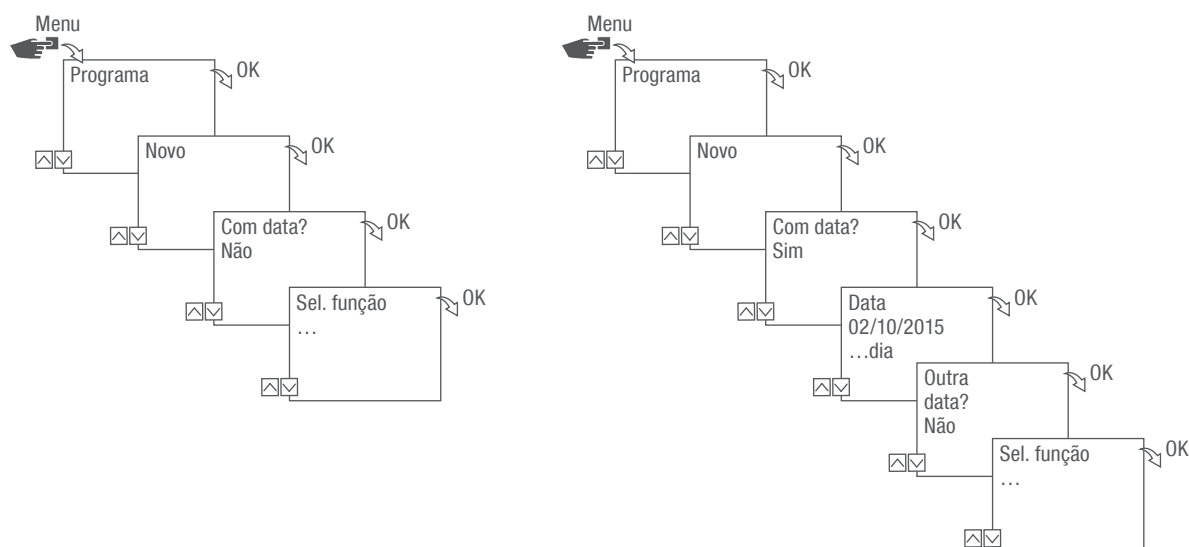 Menu
Programa
OK
Novo
OK
Com data?
Não
OK
Sel. função
...
OK
Menu
Programa
OK
Novo
OK
Com data?
Sim
OK
Data
02/10/2015
...dia
OK
Outra
data?
Não
OK
Sel. função
...
OK